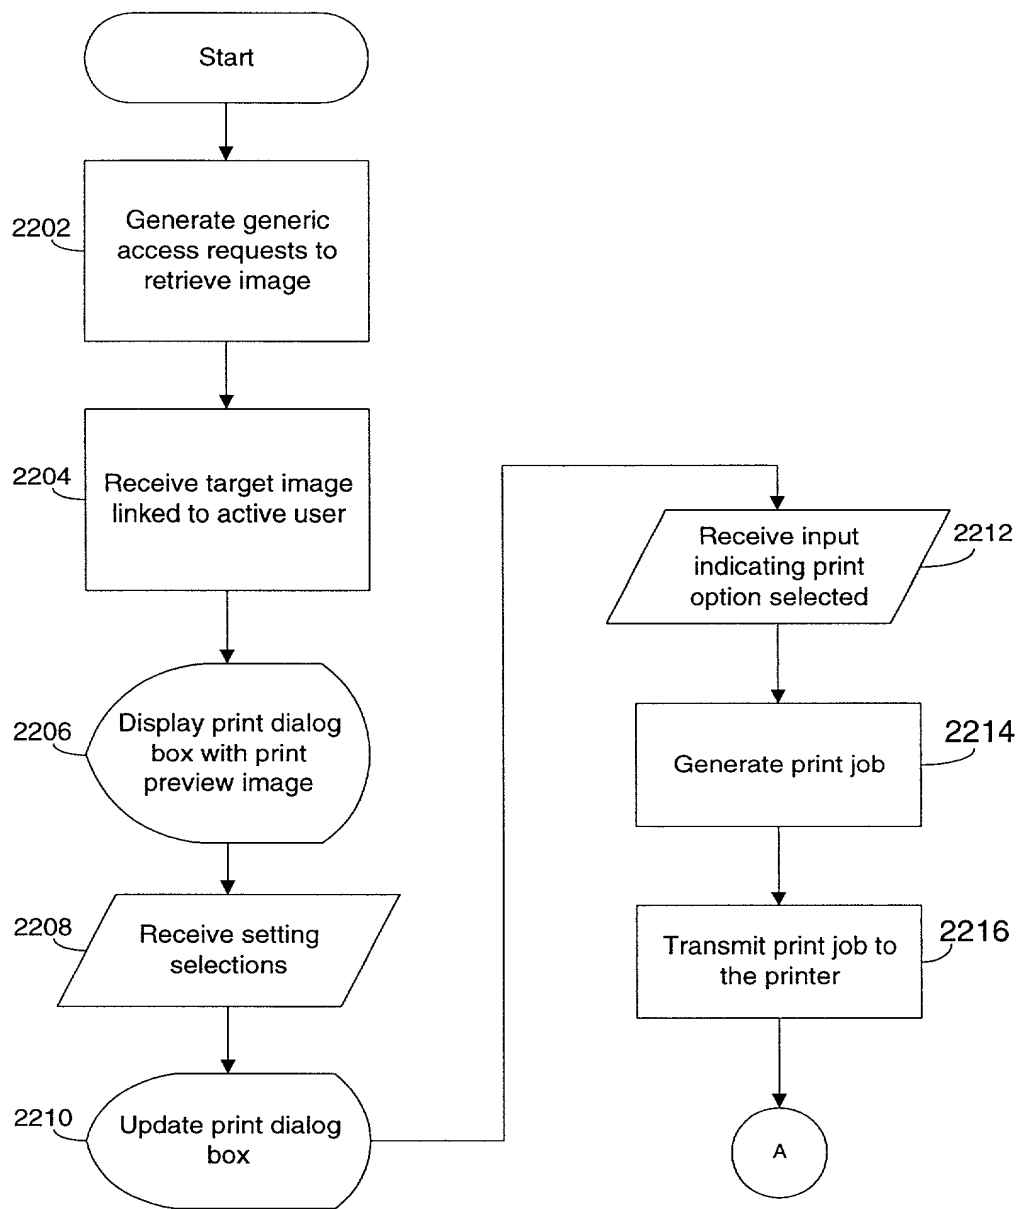 Start
2202
Generate generic
access requests to
retrieve image
2204
Receive target image
linked to active user
2206
Display print dialog
box with print
preview image
2208
Receive setting
selections
2210
Update print dialog
box
2212
Receive input
indicating print
option selected
2214
Generate print job
2216
Transmit print job to
the printer
A